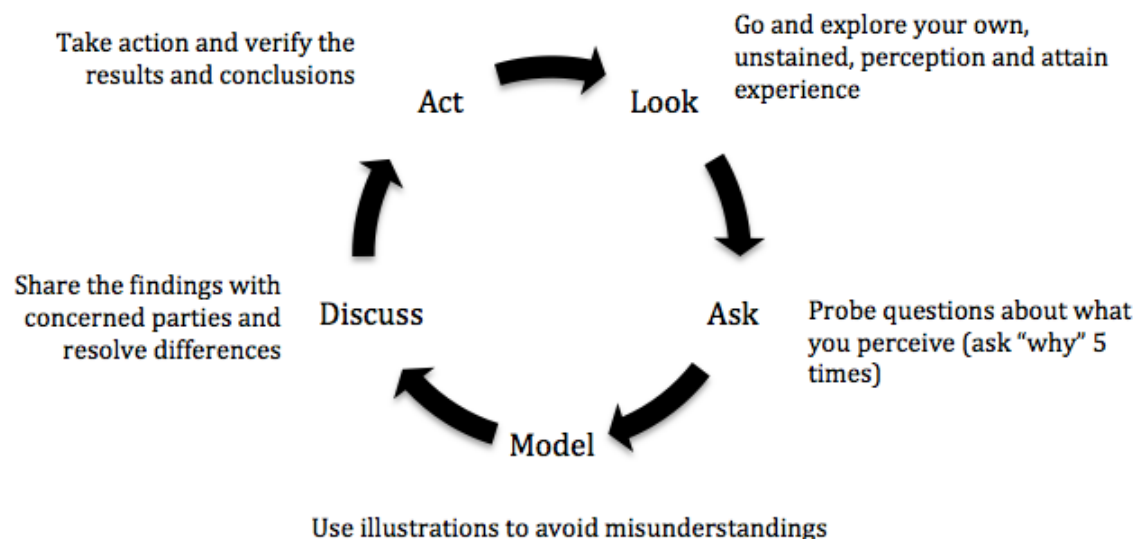 Take action and verify the
results and conclusions
Act
Look
Go and explore your own,
unstained, perception and attain
experience
Share the findings with
concerned parties and
resolve differences
Discuss
Ask
Probe questions about what
you perceive (ask “why” 5
times)
Model
Use illustrations to avoid misunderstandings